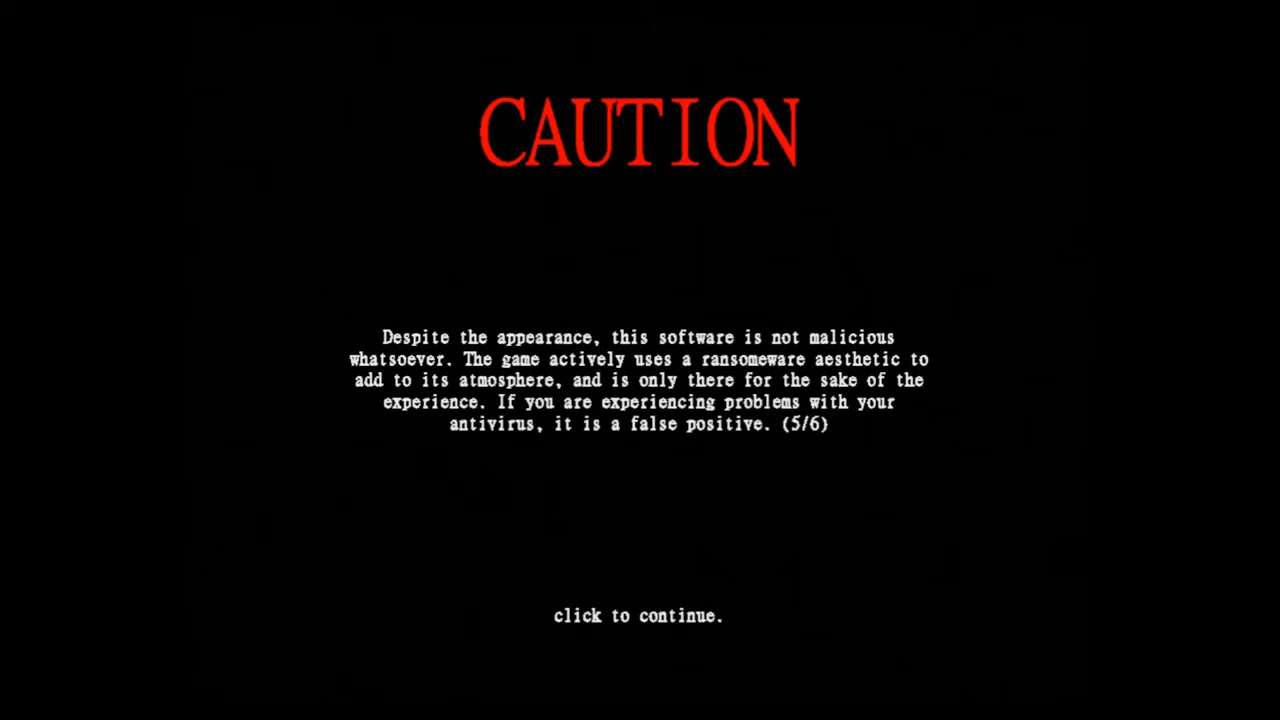 CAUTION
Despite the appearance, this software is not malicious
whatsoever. The game actively uses a ransomeware aesthetic to
add to its atmosphere, and is only there for the sake of the
experience. If you are experiencing problems with your
antivirus, it is a false positive. (5/6)
click to continue.